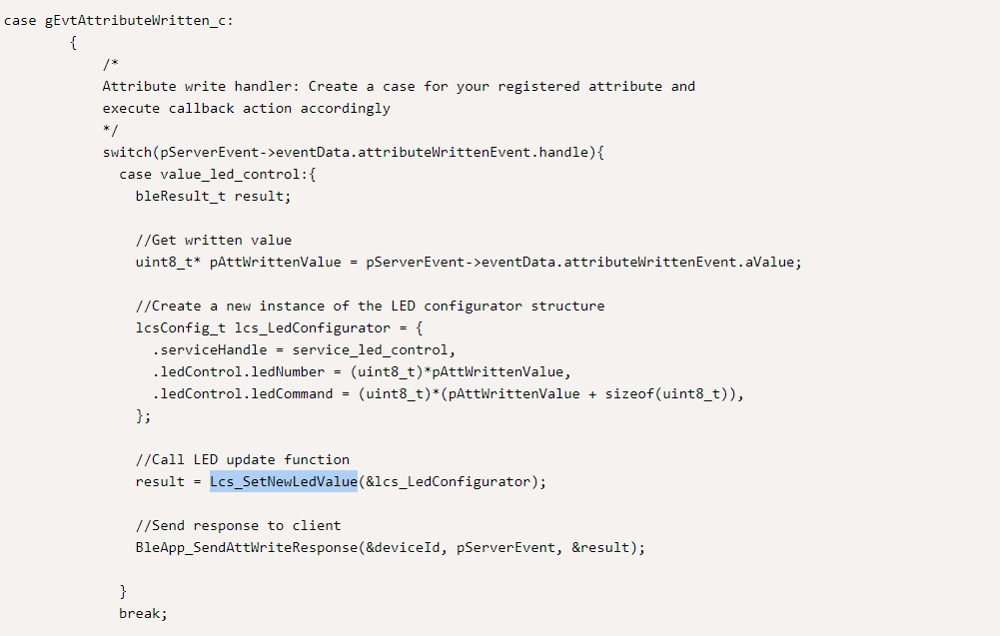 case gEvtAttributeWritten_c:
{
/*
Attribute write handler: Create a case for your registered attribute and
execute callback action accordingly
*/
switch(pServerEvent->eventData.attributeWrittenEvent.handle){
case value_led_control:{
bleResult_t result;
//Get written value
uint8_t* pAttWrittenValue = pServerEvent->eventData.attributeWrittenEvent.aValue;
//Create a new instance of the LED configurator structure
lcsConfig_t lcs_LedConfigurator = {
.serviceHandle = service_led_control,
.ledControl.ledNumber = (uint8_t)*pAttWrittenValue,
.ledControl.ledCommand = (uint8_t)*(pAttWrittenValue + sizeof(uint8_t)),
};
//Call LED update function
result = Lcs_SetNewLedValue(&lcs_LedConfigurator);
//Send response to client
BleApp_SendAttWriteResponse(&deviceId, pServerEvent, &result);
}
break;